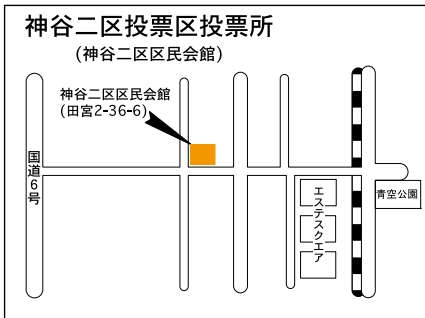 神谷二区投票区投票所
(神谷二区区民会館)
神谷二区区民会館
(田宮2-36-6)
国道6号
エステスクエア
青空公園